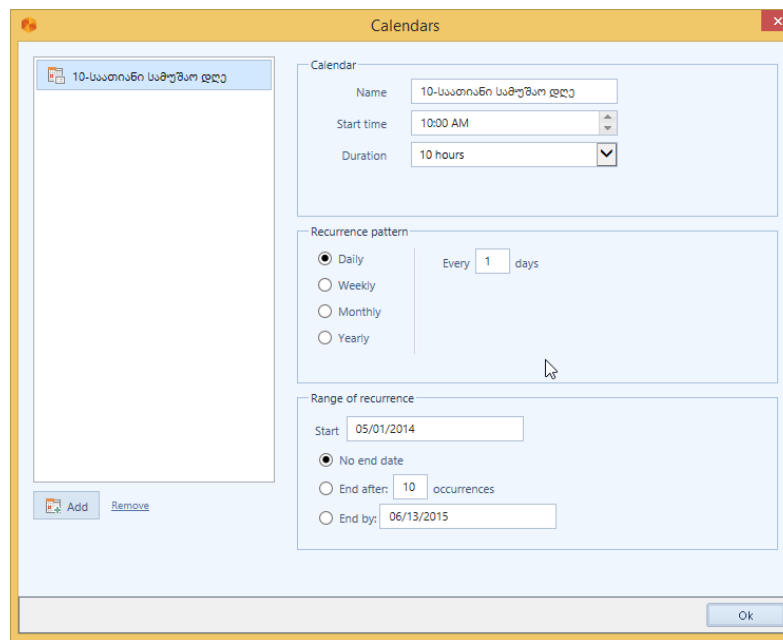 Calendars
10-საათიანი სამუშაო დღე
Calendar
Name 10-საათიანი სამუშაო დღე
Start time 10:00 AM
Duration 10 hours
Recurrence pattern
Daily Every 1 days
Weekly
Monthly
Yearly
Range of recurrence
Start 05/01/2014
No end date
End after: 10 occurrences
End by: 06/13/2015
Add Remove
Ok